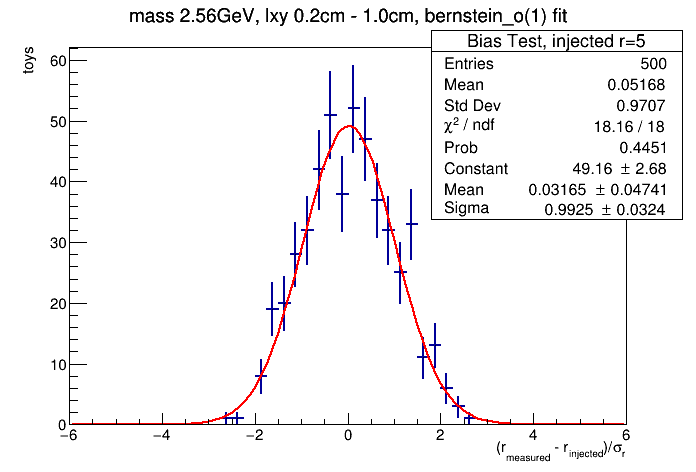 mass 2.56GeV, lxy 0.2cm - 1.0cm, bernstein_o(1) fit
Bias Test, injected r=5
Entries 500
Mean 0.05168
Std Dev 0.9707
χ² / ndf 18.16 / 18
Prob 0.4451
Constant 49.16 ± 2.68
Mean 0.03165 ± 0.04741
Sigma 0.9925 ± 0.0324
toys
60
50
40
30
20
10
0
−6 −4 −2 0 2 4 6
(r_measured - r_injected)/σ_r